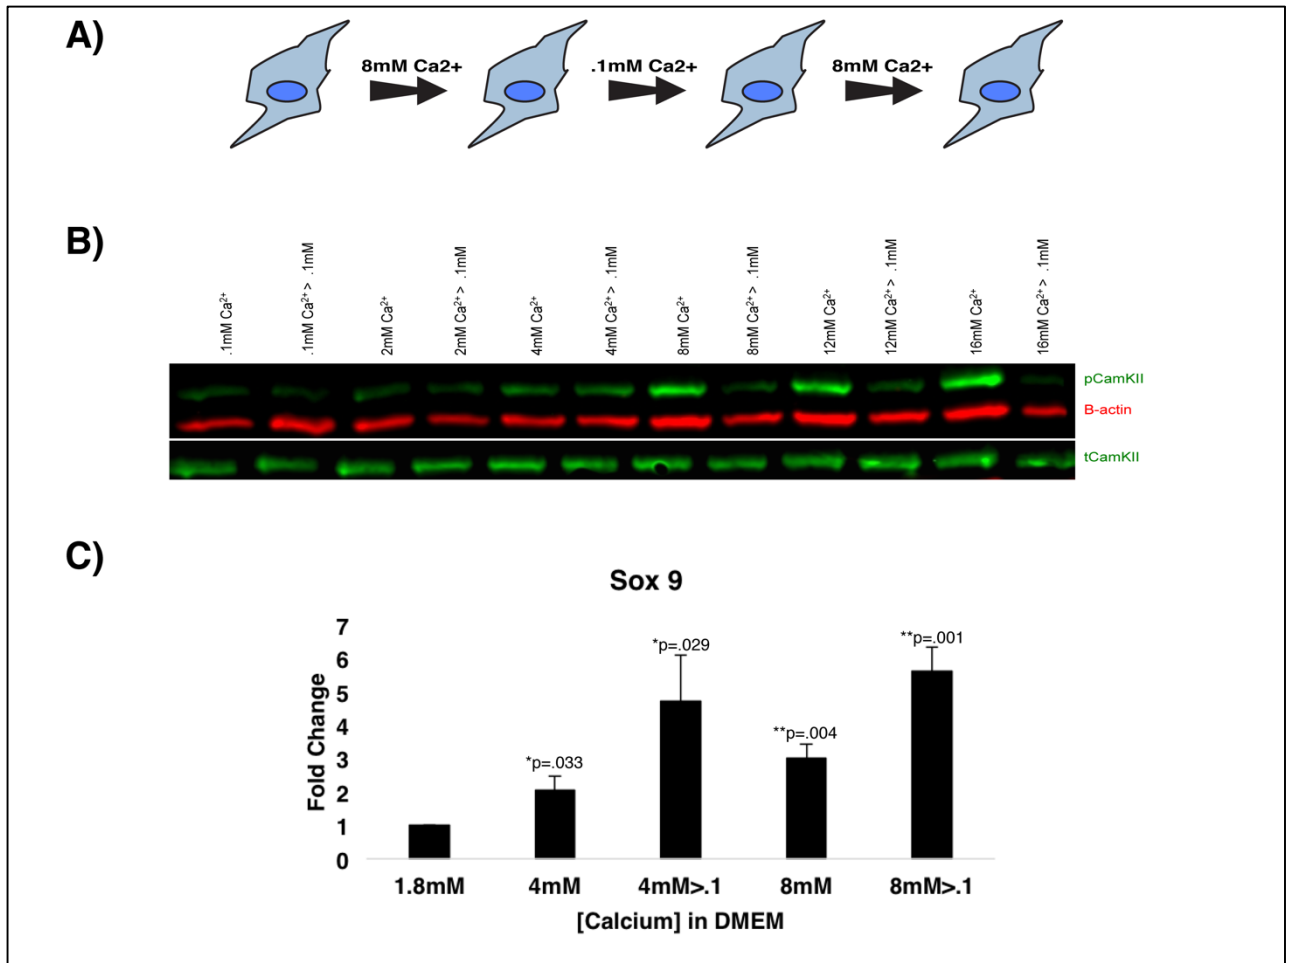 A)
8mM Ca2+
.1mM Ca2+
8mM Ca2+
B)
.1mM Ca²⁺
.1mM Ca²⁺ > .1mM
2mM Ca²⁺
2mM Ca²⁺ > .1mM
4mM Ca²⁺
4mM Ca²⁺ > .1mM
8mM Ca²⁺
8mM Ca²⁺ > .1mM
12mM Ca²⁺
12mM Ca²⁺ > .1mM
16mM Ca²⁺
16mM Ca²⁺ > .1mM
pCamKII
B-actin
tCamKII
C)
Sox 9
Fold Change
7
6
5
4
3
2
1
0
*p=.033
*p=.029
**p=.004
**p=.001
1.8mM 4mM 4mM>.1 8mM 8mM>.1
[Calcium] in DMEM